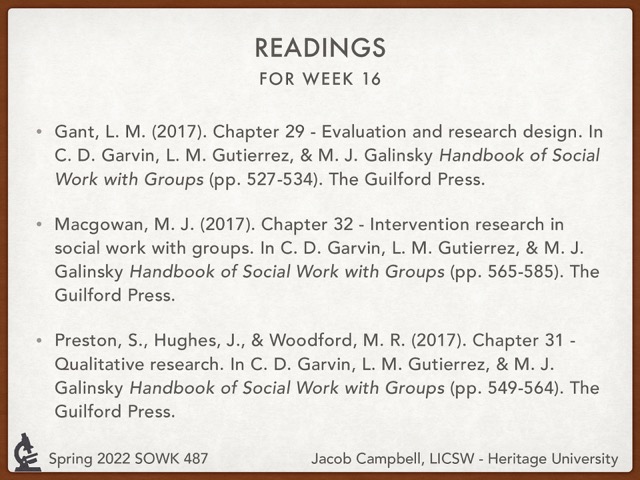 READINGS
FOR WEEK 16
• Gant, L. M. (2017). Chapter 29 - Evaluation and research design. In
C. D. Garvin, L. M. Gutierrez, & M. J. Galinsky Handbook of Social
Work with Groups (pp. 527-534). The Guilford Press.
• Macgowan, M. J. (2017). Chapter 32 - Intervention research in
social work with groups. In C. D. Garvin, L. M. Gutierrez, & M. J.
Galinsky Handbook of Social Work with Groups (pp. 565-585). The
Guilford Press.
• Preston, S., Hughes, J., & Woodford, M. R. (2017). Chapter 31 -
Qualitative research. In C. D. Garvin, L. M. Gutierrez, & M. J.
Galinsky Handbook of Social Work with Groups (pp. 549-564). The
Guilford Press.
Spring 2022 SOWK 487
Jacob Campbell, LICSW - Heritage University